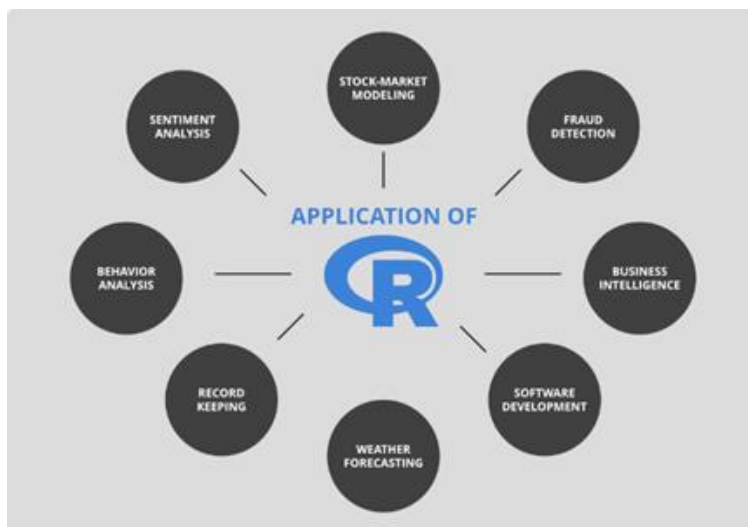 STOCK-MARKET
MODELING
SENTIMENT
ANALYSIS
FRAUD
DETECTION
APPLICATION OF
R
BEHAVIOR
ANALYSIS
BUSINESS
INTELLIGENCE
RECORD
KEEPING
SOFTWARE
DEVELOPMENT
WEATHER
FORECASTING